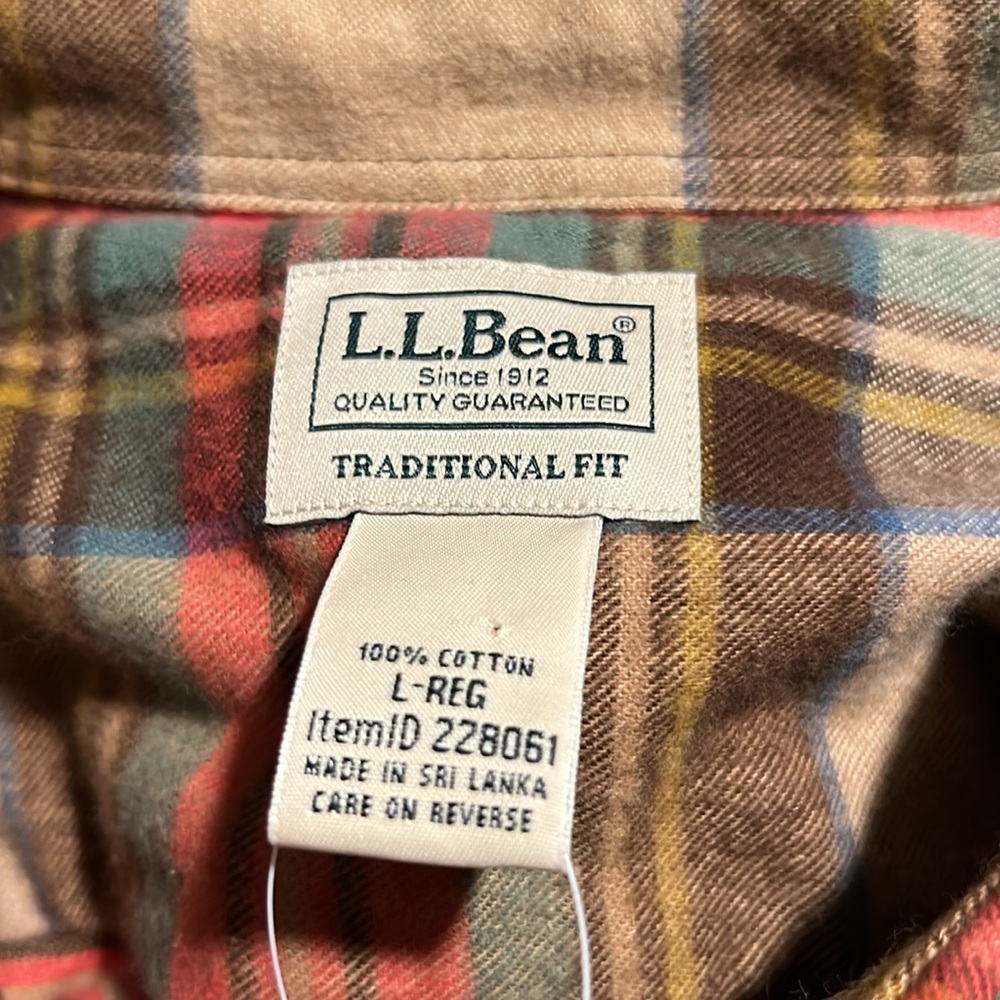 L.L.Bean®
Since 1912
QUALITY GUARANTEED
TRADITIONAL FIT
100% COTTON
L-REG
ItemID 228061
MADE IN SRI LANKA
CARE ON REVERSE